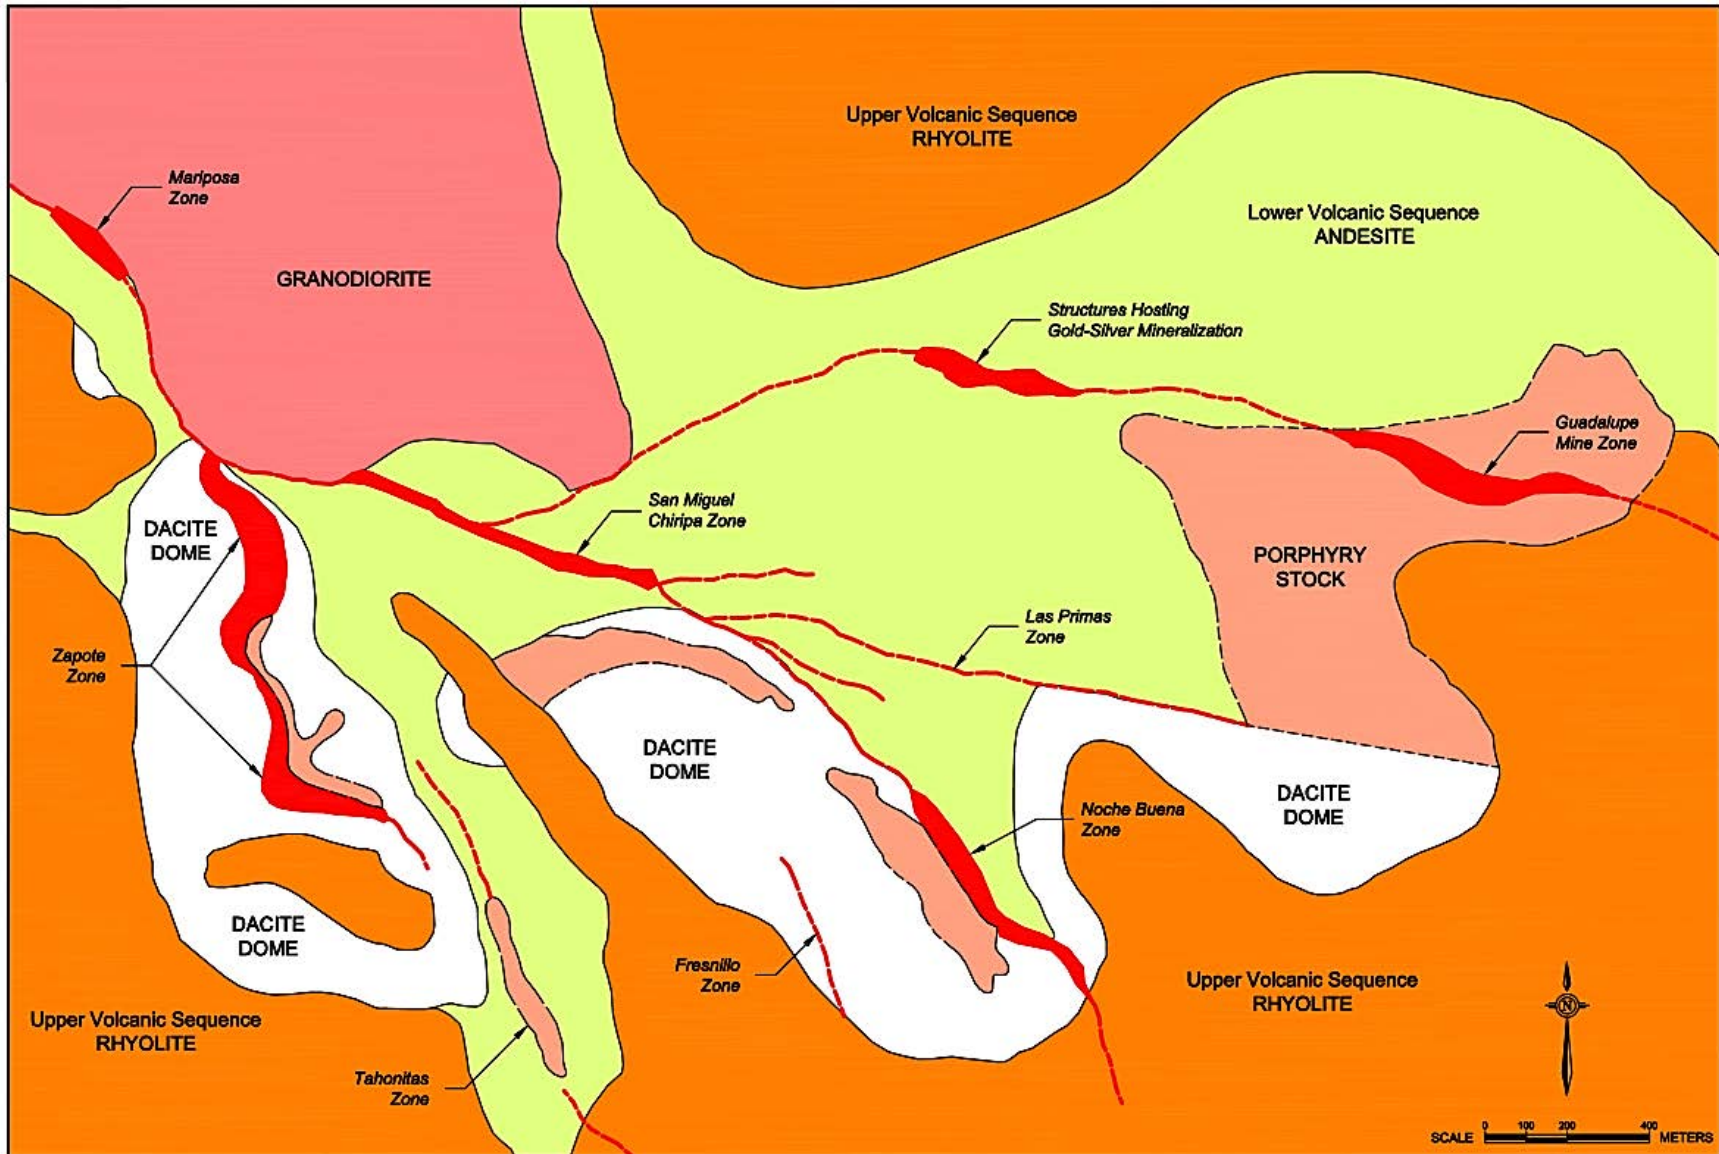 Upper Volcanic Sequence
RHYOLITE
Mariposa
Zone
Lower Volcanic Sequence
ANDESITE
GRANODIORITE
Structures Hosting
Gold-Silver Mineralization
Guadalupe
Mine Zone
San Miguel
Chiripa Zone
DACITE
DOME
PORPHYRY
STOCK
Las Primas
Zone
Zapote
Zone
DACITE
DOME
DACITE
DOME
Noche Buena
Zone
DACITE
DOME
Fresnillo
Zone
Upper Volcanic Sequence
RHYOLITE
Upper Volcanic Sequence
RHYOLITE
N
Tahonitas
Zone
SCALE 0 100 200 400 METERS